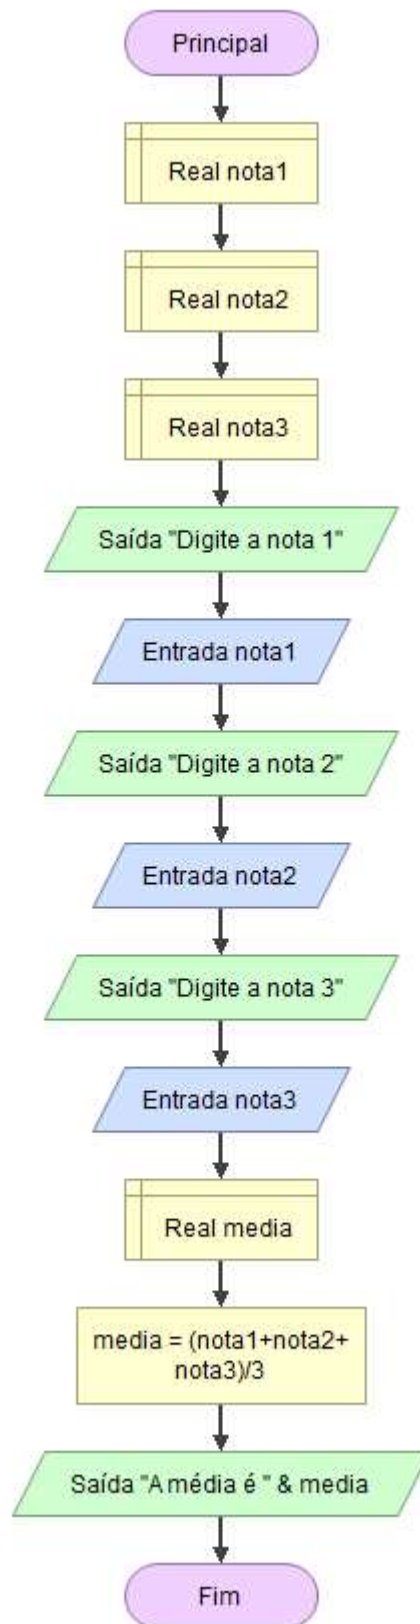 Principal
Real nota1
Real nota2
Real nota3
Saída "Digite a nota 1"
Entrada nota1
Saída "Digite a nota 2"
Entrada nota2
Saída "Digite a nota 3"
Entrada nota3
Real media
media = (nota1+nota2+
nota3)/3
Saída "A média é " & media
Fim